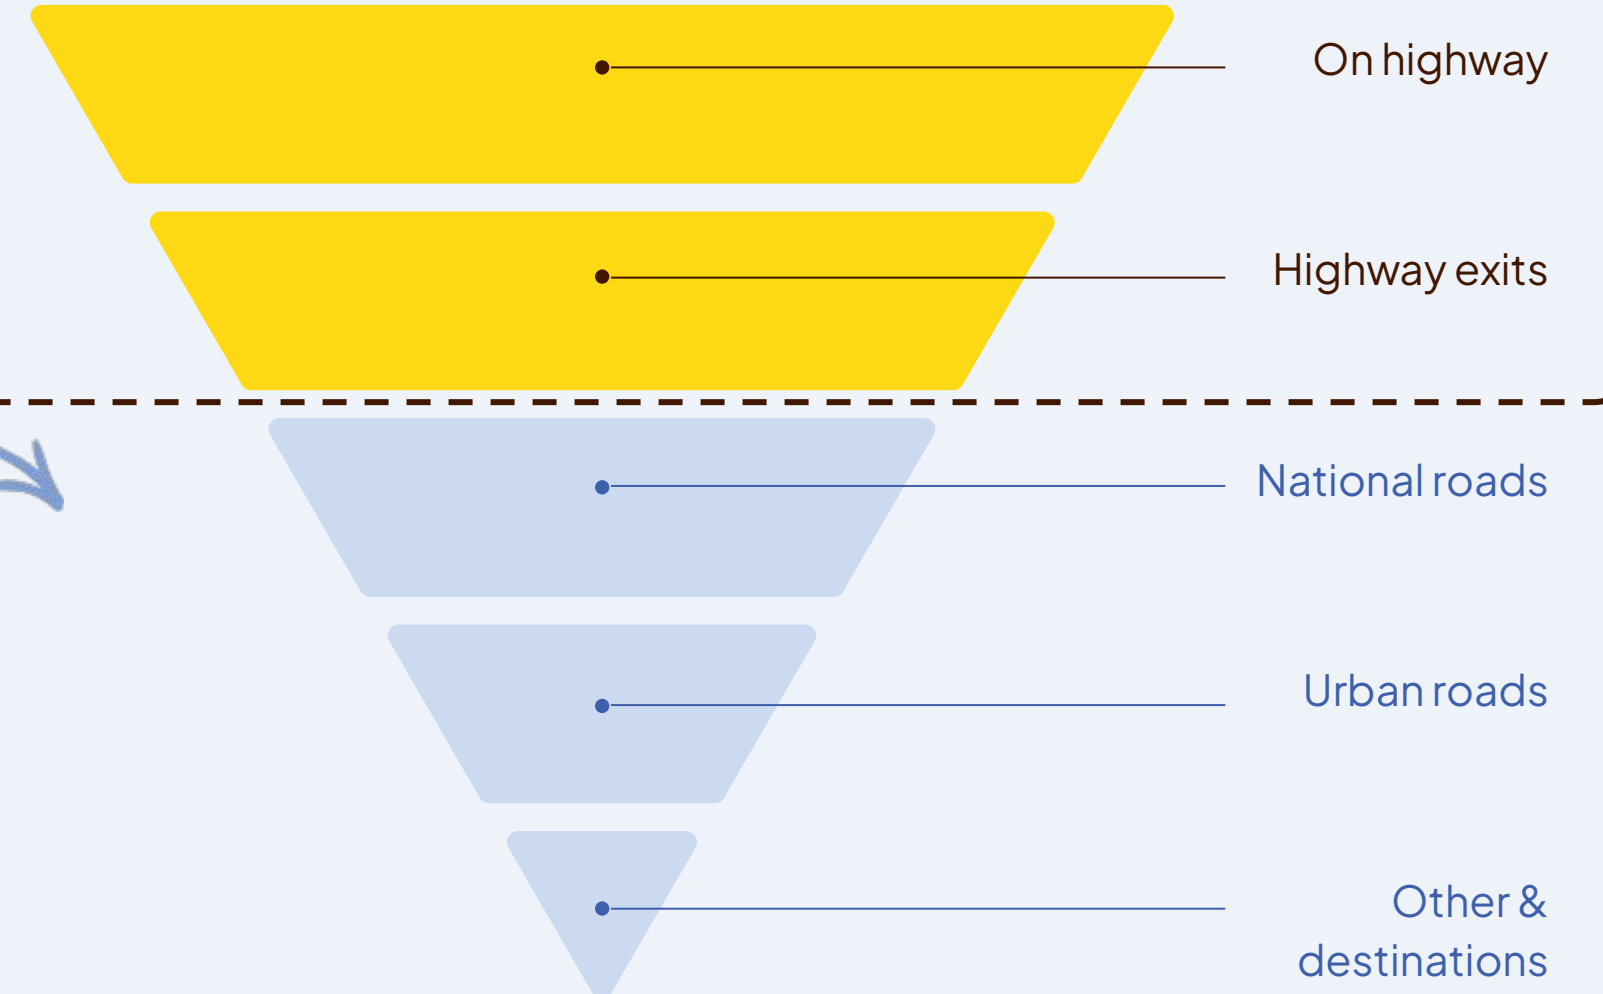 On highway
Highway exits
National roads
Urban roads
Other &
destinations